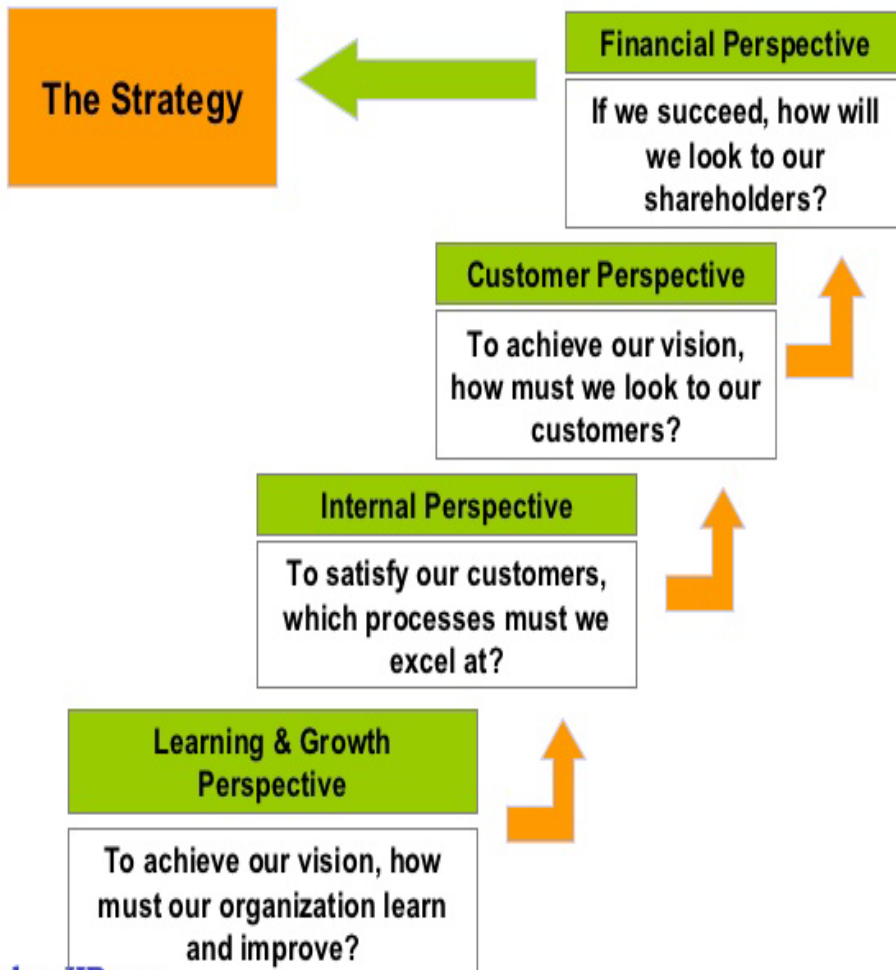 The Strategy
Financial Perspective
If we succeed, how will
we look to our
shareholders?
Customer Perspective
To achieve our vision,
how must we look to our
customers?
Internal Perspective
To satisfy our customers,
which processes must we
excel at?
Learning & Growth
Perspective
To achieve our vision, how
must our organization learn
and improve?